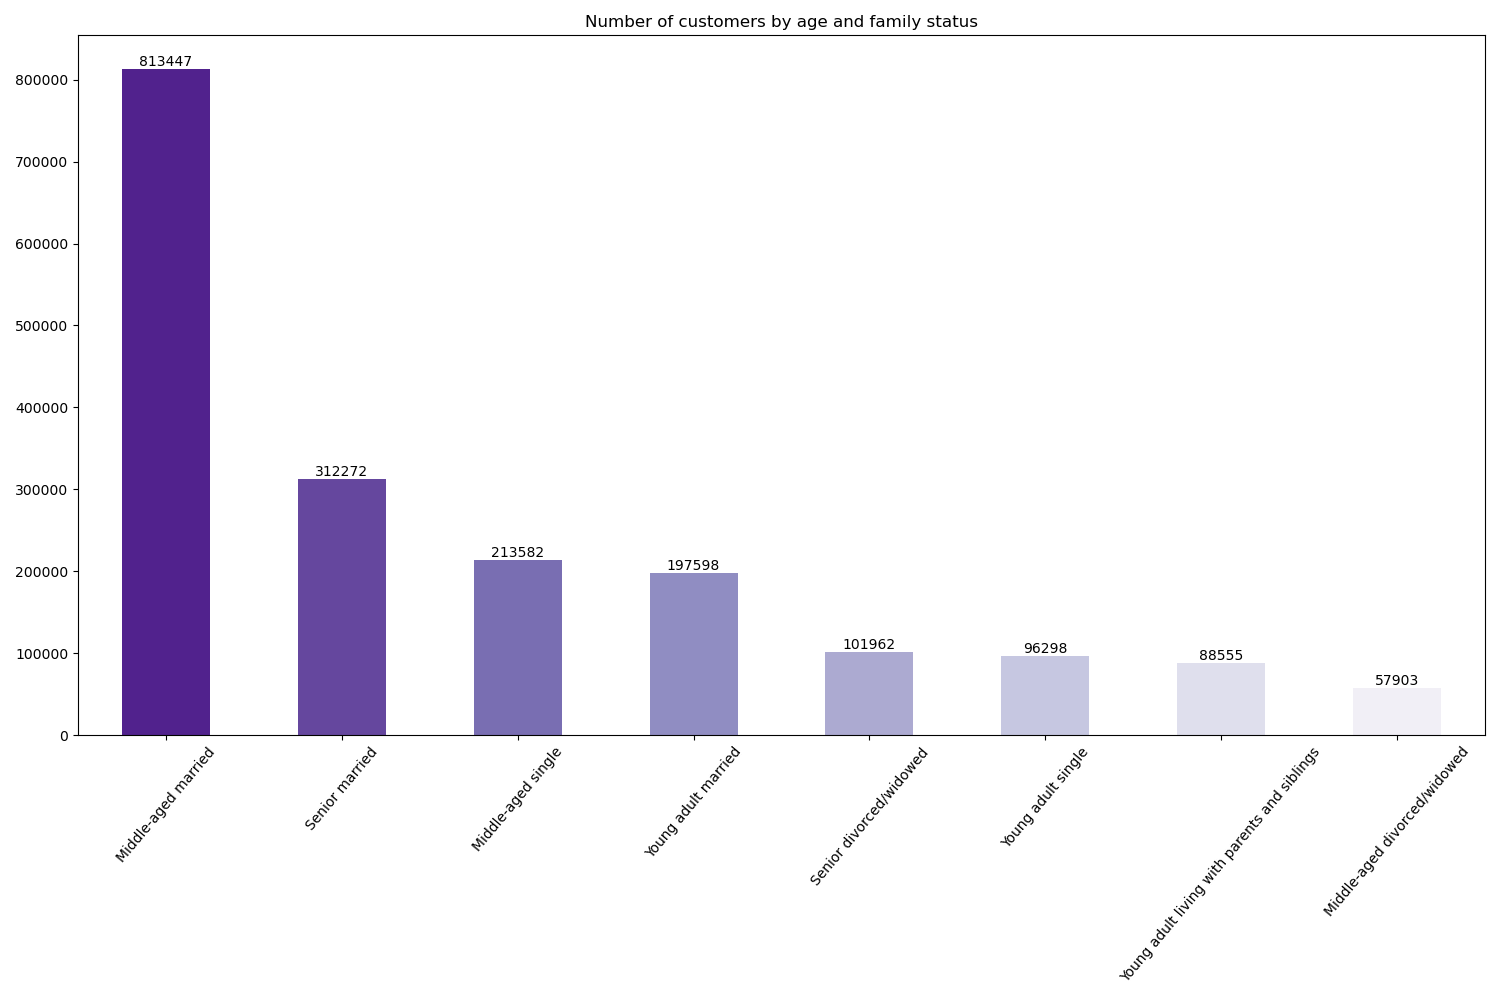 Number of customers by age and family status
800000
700000
600000
500000
400000
300000
200000
100000
0
813447
312272
213582
197598
101962
96298
88555
57903
Middle-aged married
Senior married
Middle-aged single
Young adult married
Senior divorced/widowed
Young adult single
Young adult living with parents and siblings
Middle-aged divorced/widowed